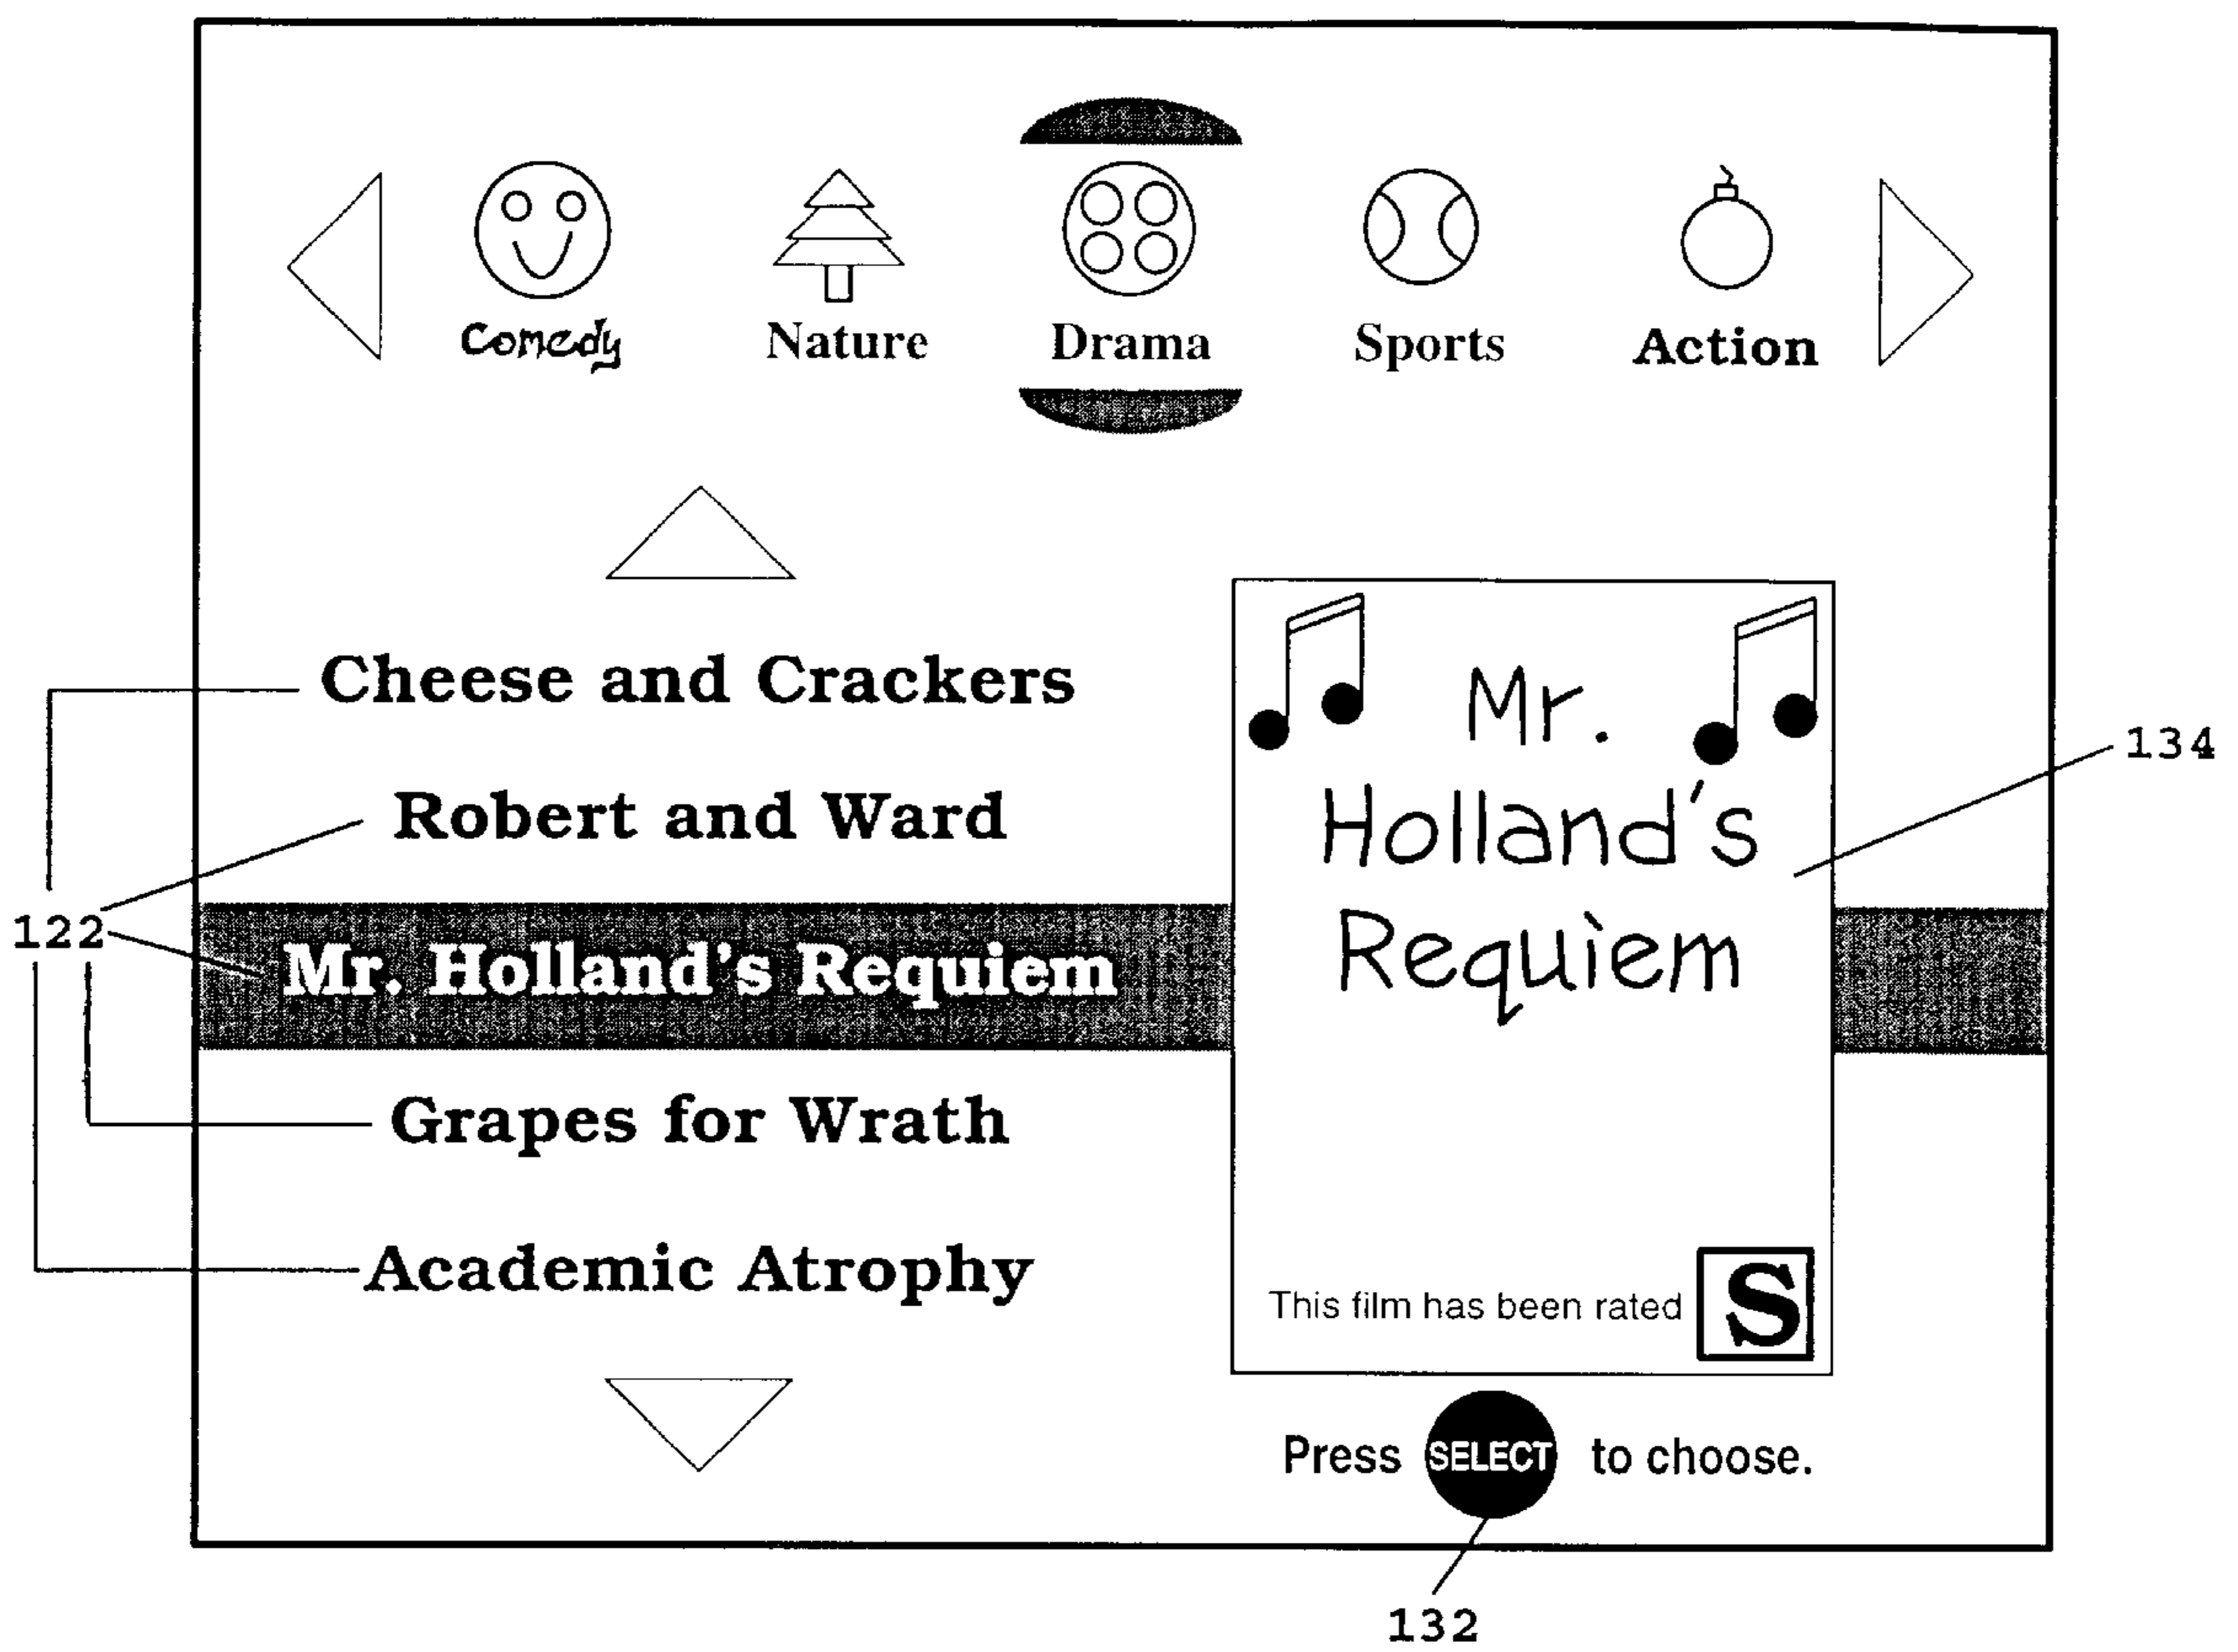 Comedy Nature Drama Sports Action
Cheese and Crackers
Robert and Ward
Mr. Holland's Requiem
Grapes for Wrath
Academic Atrophy
Mr.
Holland's
Requiem
This film has been rated S
Press SELECT to choose.
122
134
132